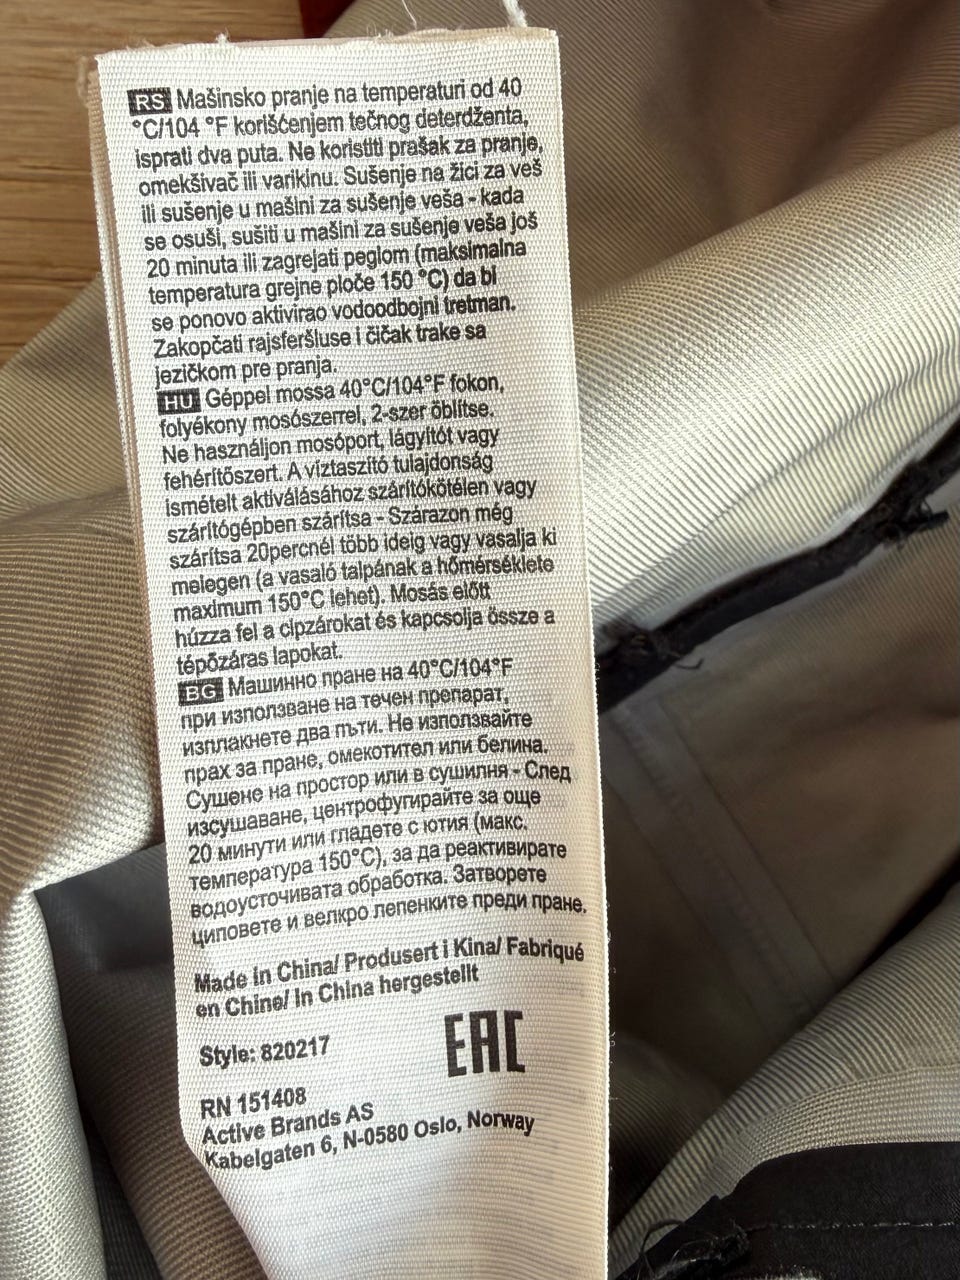 RS Mašinsko pranje na temperaturi od 40
°C/104 °F korišćenjem tečnog deterdženta,
isprati dva puta. Ne koristiti prašak za pranje,
omekšivač ili varikinu. Sušenje na žici za veš
ili sušenje u mašini za sušenje veša - kada
se osuši, sušiti u mašini za sušenje veša još
20 minuta ili zagrejati peglom (maksimalna
temperatura grejne ploče 150 °C) da bi
se ponovo aktivirao vodoodbojni tretman.
Zakopčati rajsferšluse i čičak trake sa
jezičkom pre pranja.
HU Géppel mossa 40°C/104°F fokon,
folyékony mosószerrel, 2-szer öblítse.
Ne használjon mosóport, lágyítót vagy
fehérítőszert. A víztaszító tulajdonság
ismételt aktiválásához szárítókötélen vagy
szárítógépben szárítsa - Szárazon még
szárítsa 20percnél több ideig vagy vasalja ki
melegen (a vasaló talpának a hőmérséklete
maximum 150°C lehet). Mosás előtt
húzza fel a cipzárokat és kapcsolja össze a
tépőzáras lapokat.
BG Машинно пране на 40°C/104°F
при използване на течен препарат,
изплакнете два пъти. Не използвайте
прах за пране, омекотител или белина.
Сушене на простор или в сушилня - След
изсушаване, центрофугирайте за още
20 минути или гладете с ютия (макс.
температура 150°C), за да реактивирате
водоусточивата обработка. Затворете
циповете и велкро лепенките преди пране.
Made in China/ Produsert i Kina/ Fabriqué
en Chine/ In China hergestellt
Style: 820217
EAC
RN 151408
Active Brands AS
Kabelgaten 6, N-0580 Oslo, Norway